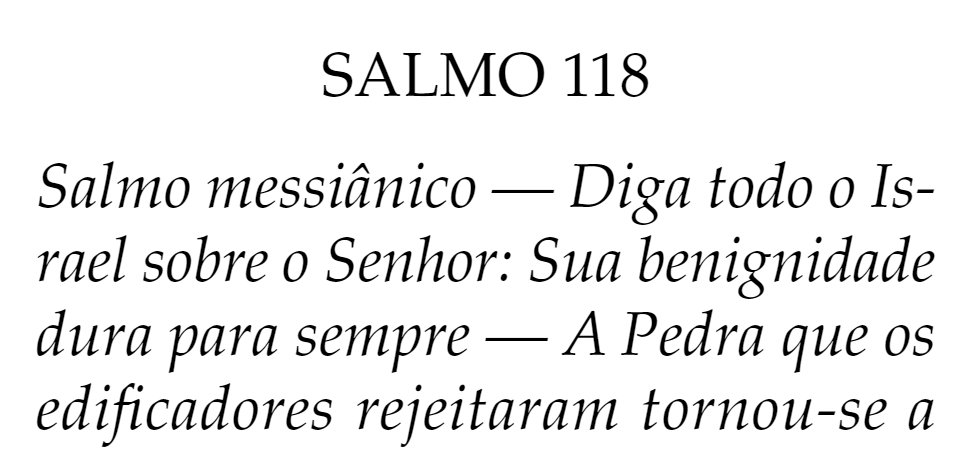 SALMO 118
Salmo messiânico — Diga todo o Is-
rael sobre o Senhor: Sua benignidade
dura para sempre — A Pedra que os
edificadores rejeitaram tornou-se a